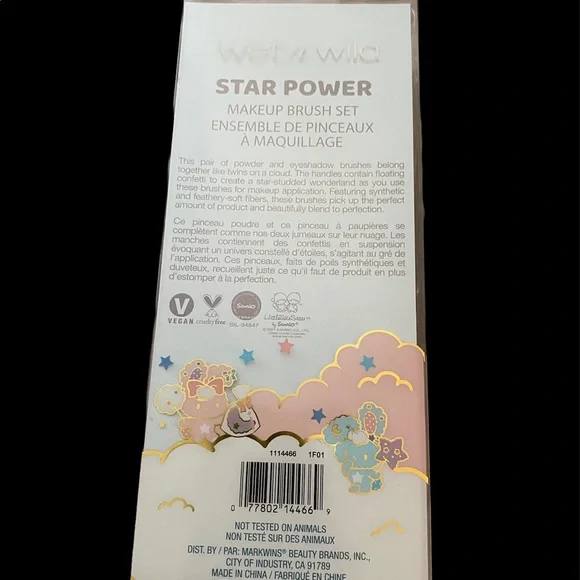 wet n wild
STAR POWER
MAKEUP BRUSH SET
ENSEMBLE DE PINCEAUX
À MAQUILLAGE
This pair of powder and eyeshadow brushes belong
together like twins on a cloud. The handles contain floating
confetti to create a star-studded wonderland as you use
these brushes for makeup application. Featuring synthetic
and feathery-soft fibers, these brushes pick up the perfect
amount of product and beautifully blend to perfection.
Ce pinceau poudre et ce pinceau à paupières se
complètent comme nos deux jumeaux sur leur nuage. Les
manches contiennent des confettis en suspension
évoquant un univers constellé d'étoiles, s'agitant au gré de
l'application. Ces pinceaux, faits de poils synthétiques et
duveteux, recueillent juste ce qu'il faut de produit en plus
d'estomper à la perfection.
V
VEGAN
cruelty free
Sanrio
LittleTwinStars™
by Sanrio®
1114466 1F01
0 77802 14466 9
NOT TESTED ON ANIMALS
NON TESTÉ SUR DES ANIMAUX
DIST. BY / PAR: MARKWINS® BEAUTY BRANDS, INC.,
CITY OF INDUSTRY, CA 91789
MADE IN CHINA / FABRIQUÉ EN CHINE